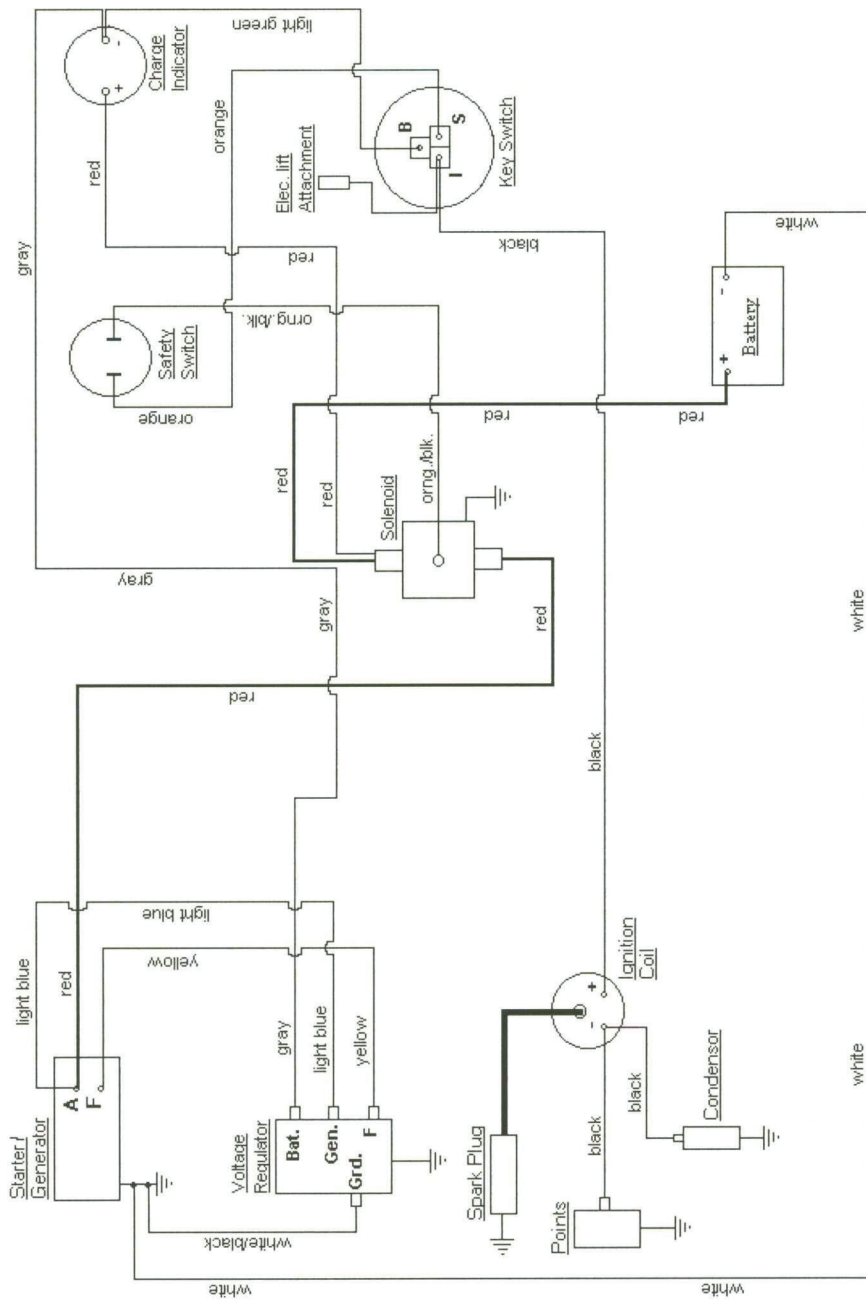 Starter/
Generator
A
F
light blue
red
light blue
yellow
Voltage
Regulator
Bat.
Gen.
F
Grd.
gray
light blue
yellow
white/black
white
white
Spark Plug
Points
black
black
Condensor
Ignition
Coil
-
+
black
white
white
red
gray
gray
gray
red
Solenoid
red
red
orng./blk.
red
red
Safety
Switch
orange
orng./blk.
red
red
orange
Charge
Indicator
+
-
light green
Elec. lift
Attachment
B
I
S
Key Switch
black
Battery
+
-
white